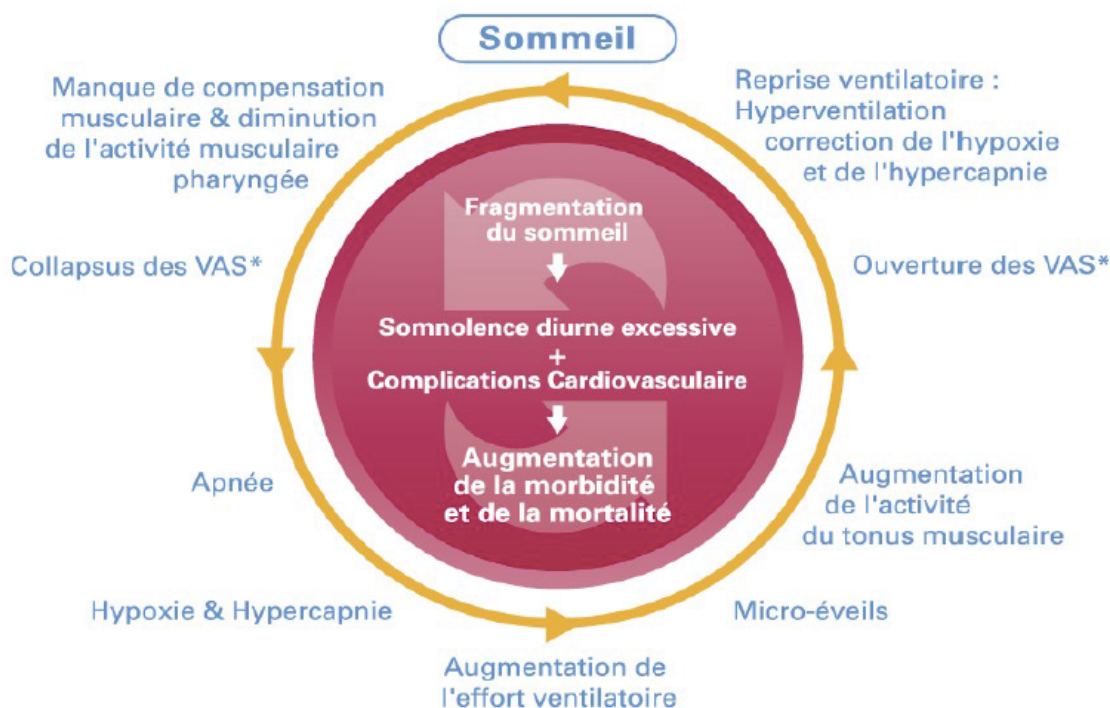 Sommeil
Manque de compensation
musculaire & diminution
de l'activité musculaire
pharyngée
Collapsus des VAS*
Apnée
Hypoxie & Hypercapnie
Augmentation de
l'effort ventilatoire
Micro-éveils
Augmentation
de l'activité
du tonus musculaire
Ouverture des VAS*
Reprise ventilatoire :
Hyperventilation
correction de l'hypoxie
et de l'hypercapnie
Fragmentation
du sommeil
Somnolence diurne excessive
+
Complications Cardiovasculaire
Augmentation
de la morbidité
et de la mortalité